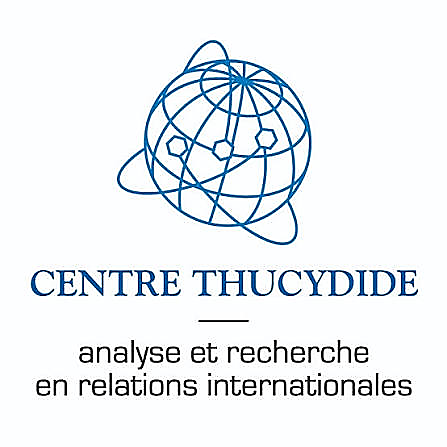 CENTRE THUCYDIDE
analyse et recherche
en relations internationales